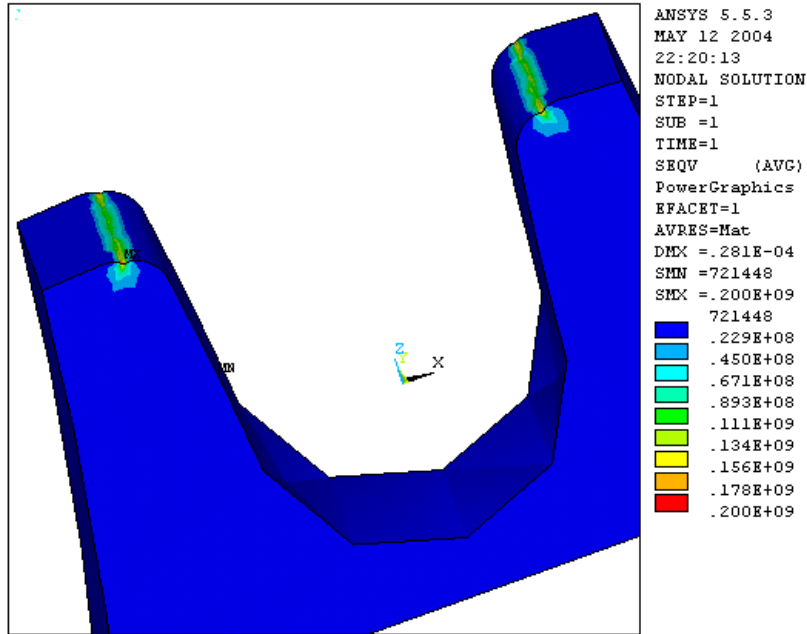 ANSYS 5.5.3
MAY 12 2004
22:20:13
NODAL SOLUTION
STEP=1
SUB =1
TIME=1
SEQV (AVG)
PowerGraphics
EFACET=1
AVRES=Mat
DMX =.281E-04
SMN =721448
SMX =.200E+09
721448
.229E+08
.450E+08
.671E+08
.893E+08
.111E+09
.134E+09
.156E+09
.178E+09
.200E+09
MN
Z
Y
X